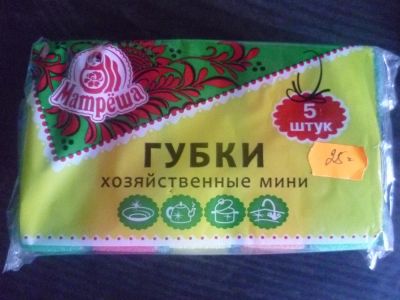 Матрёша
5
штук
ГУБКИ
хозяйственные мини
25=